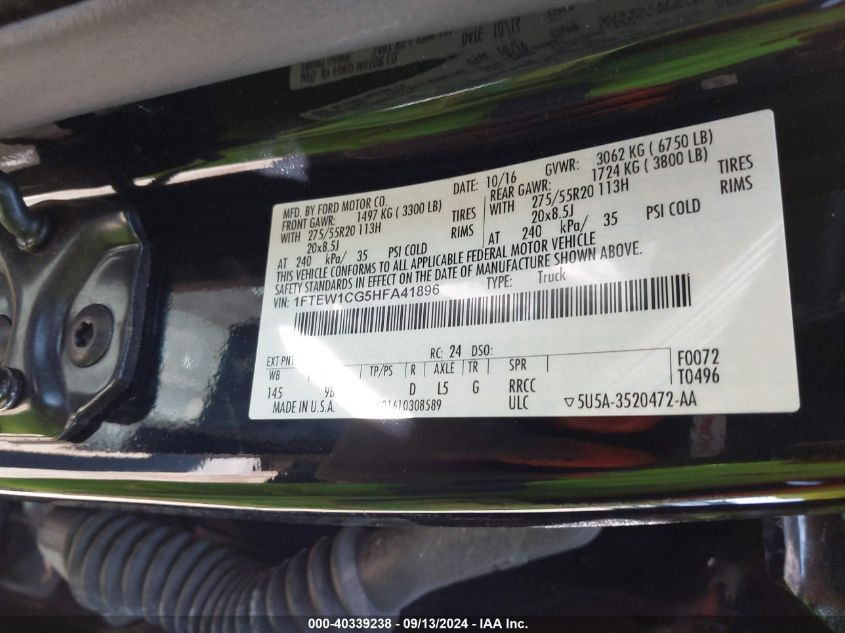 MFD. BY FORD MOTOR CO.
DATE: 10/16 GVWR: 3062 KG ( 6750 LB)
FRONT GAWR: 1497 KG ( 3300 LB) REAR GAWR: 1724 KG ( 3800 LB)
WITH 275/55R20 113H TIRES WITH 275/55R20 113H TIRES
20x8.5J RIMS 20x8.5J RIMS
AT 240 kPa/ 35 PSI COLD AT 240 kPa/ 35 PSI COLD
THIS VEHICLE CONFORMS TO ALL APPLICABLE FEDERAL MOTOR VEHICLE
SAFETY STANDARDS IN EFFECT ON THE DATE OF MANUFACTURE SHOWN ABOVE.
VIN: 1FTEW1CG5HFA41896 TYPE: Truck
EXT PNT RC: 24 DSO: F0072
WB TP/PS R AXLE TR SPR T0496
145 9B D L5 G RRCC
MADE IN U.S.A. 1610308589 ULC ▽5U5A-3520472-AA
000-40339238 - 09/13/2024 - IAA Inc.